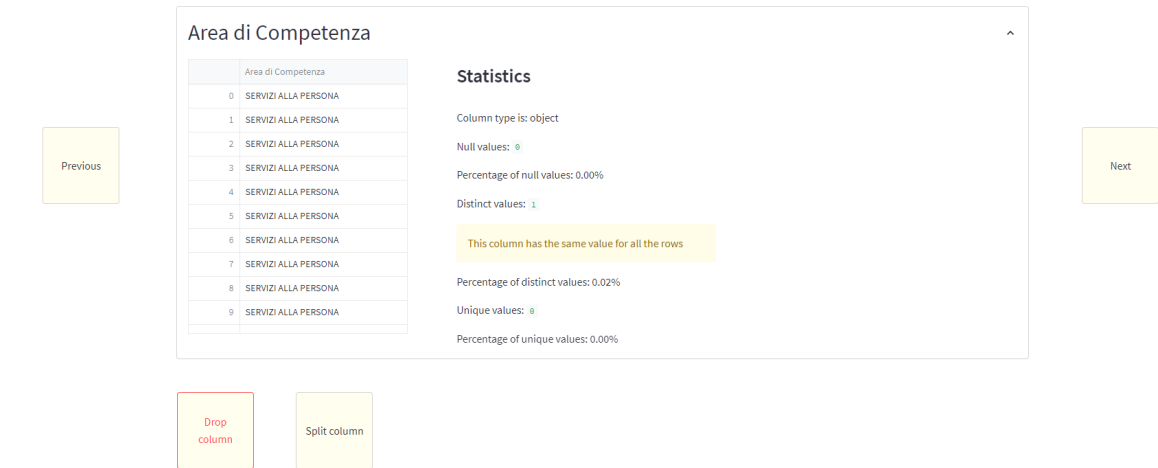 Area di Competenza
Area di Competenza
0 SERVIZI ALLA PERSONA
1 SERVIZI ALLA PERSONA
2 SERVIZI ALLA PERSONA
3 SERVIZI ALLA PERSONA
4 SERVIZI ALLA PERSONA
5 SERVIZI ALLA PERSONA
6 SERVIZI ALLA PERSONA
7 SERVIZI ALLA PERSONA
8 SERVIZI ALLA PERSONA
9 SERVIZI ALLA PERSONA
Statistics
Column type is: object
Null values: 0
Percentage of null values: 0.00%
Distinct values: 1
This column has the same value for all the rows
Percentage of distinct values: 0.02%
Unique values: 0
Percentage of unique values: 0.00%
Previous
Next
Drop
column
Split column